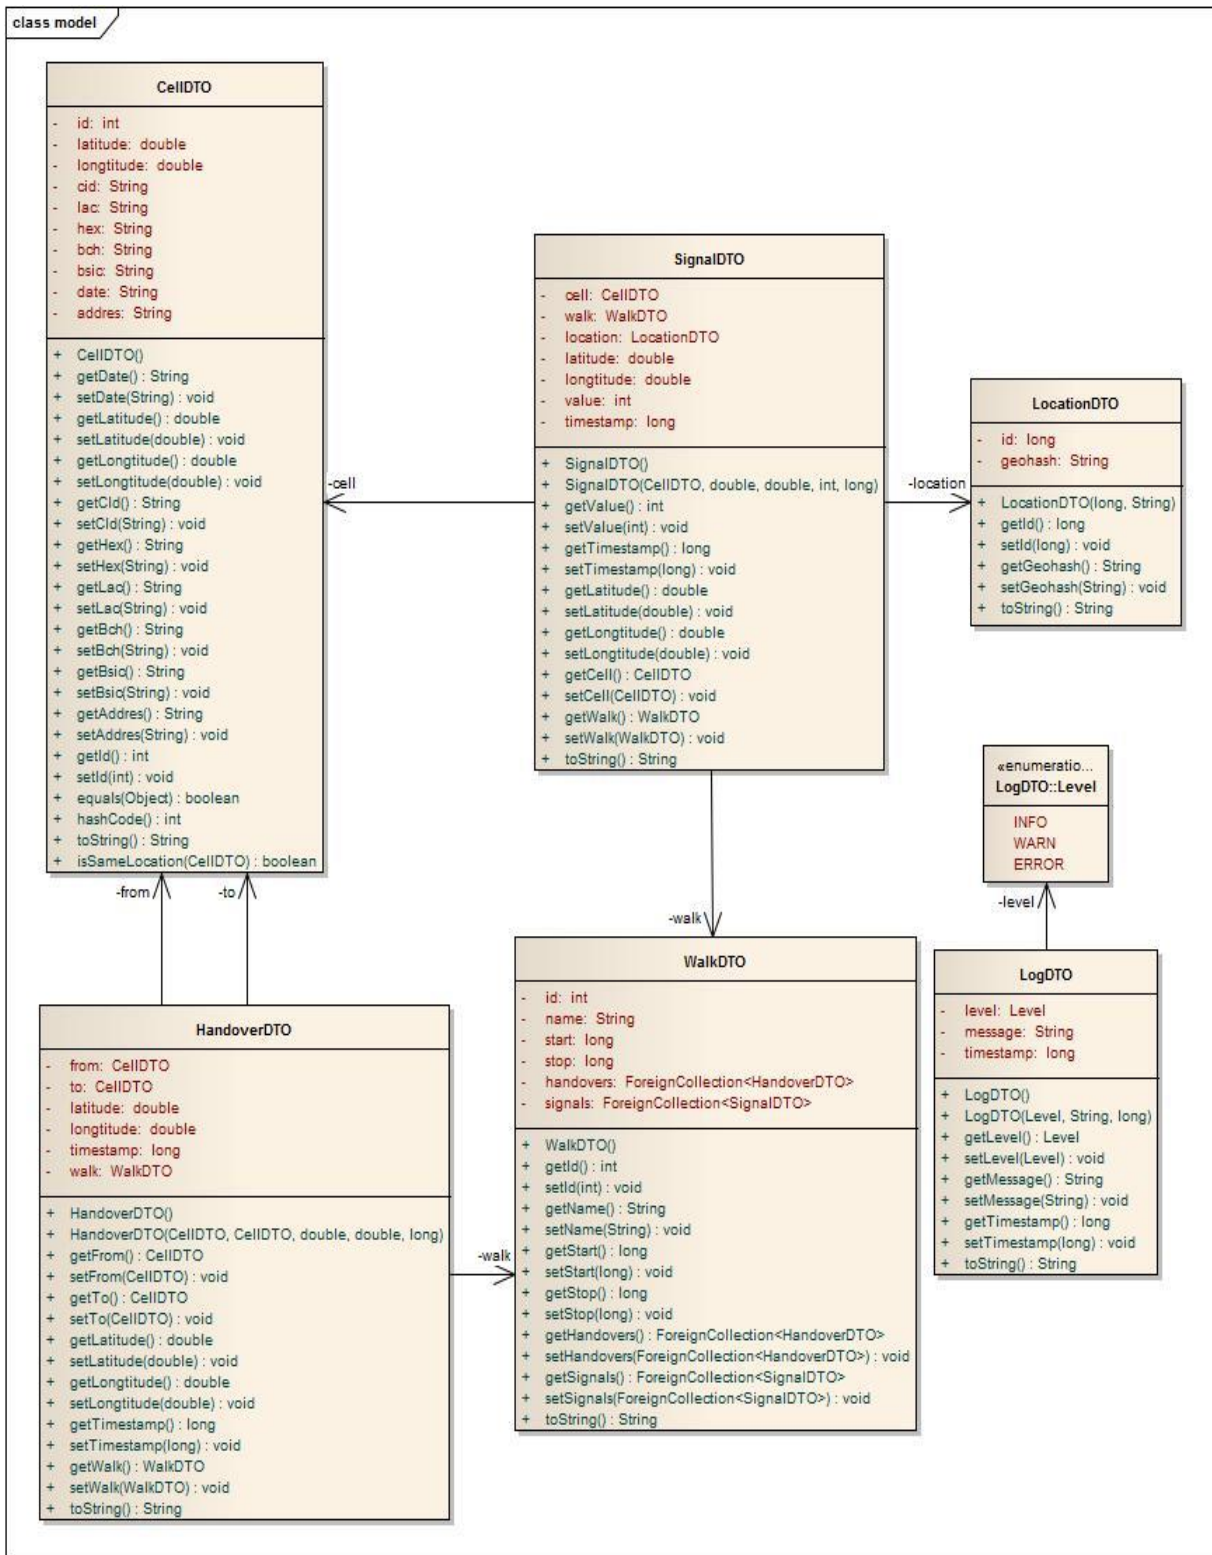 class model
CellDTO
- id: int
- latitude: double
- longtitude: double
- cid: String
- lac: String
- hex: String
- bch: String
- bsic: String
- date: String
- addres: String
+ CellDTO()
+ getDate() : String
+ setDate(String) : void
+ getLatitude() : double
+ setLatitude(double) : void
+ getLongtitude() : double
+ setLongtitude(double) : void
+ getCId() : String
+ setCId(String) : void
+ getHex() : String
+ setHex(String) : void
+ getLac() : String
+ setLac(String) : void
+ getBch() : String
+ setBch(String) : void
+ getBsic() : String
+ setBsic(String) : void
+ getAddres() : String
+ setAddres(String) : void
+ getId() : int
+ setId(int) : void
+ equals(Object) : boolean
+ hashCode() : int
+ toString() : String
+ isSameLocation(CellDTO) : boolean
-cell
SignalDTO
- cell: CellDTO
- walk: WalkDTO
- location: LocationDTO
- latitude: double
- longtitude: double
- value: int
- timestamp: long
+ SignalDTO()
+ SignalDTO(CellDTO, double, double, int, long)
+ getValue() : int
+ setValue(int) : void
+ getTimestamp() : long
+ setTimestamp(long) : void
+ getLatitude() : double
+ setLatitude(double) : void
+ getLongtitude() : double
+ setLongtitude(double) : void
+ getCell() : CellDTO
+ setCell(CellDTO) : void
+ getWalk() : WalkDTO
+ setWalk(WalkDTO) : void
+ toString() : String
-location
LocationDTO
- id: long
- geohash: String
+ LocationDTO(long, String)
+ getId() : long
+ setId(long) : void
+ getGeohash() : String
+ setGeohash(String) : void
+ toString() : String
«enumeratio...
LogDTO::Level
INFO
WARN
ERROR
-from
-to
-walk
-level
HandoverDTO
- from: CellDTO
- to: CellDTO
- latitude: double
- longtitude: double
- timestamp: long
- walk: WalkDTO
+ HandoverDTO()
+ HandoverDTO(CellDTO, CellDTO, double, double, long)
+ getFrom() : CellDTO
+ setFrom(CellDTO) : void
+ getTo() : CellDTO
+ setTo(CellDTO) : void
+ getLatitude() : double
+ setLatitude(double) : void
+ getLongtitude() : double
+ setLongtitude(double) : void
+ getTimestamp() : long
+ setTimestamp(long) : void
+ getWalk() : WalkDTO
+ setWalk(WalkDTO) : void
+ toString() : String
-walk
WalkDTO
- id: int
- name: String
- start: long
- stop: long
- handovers: ForeignCollection<HandoverDTO>
- signals: ForeignCollection<SignalDTO>
+ WalkDTO()
+ getId() : int
+ setId(int) : void
+ getName() : String
+ setName(String) : void
+ getStart() : long
+ setStart(long) : void
+ getStop() : long
+ setStop(long) : void
+ getHandovers() : ForeignCollection<HandoverDTO>
+ setHandovers(ForeignCollection<HandoverDTO>) : void
+ getSignals() : ForeignCollection<SignalDTO>
+ setSignals(ForeignCollection<SignalDTO>) : void
+ toString() : String
LogDTO
- level: Level
- message: String
- timestamp: long
+ LogDTO()
+ LogDTO(Level, String, long)
+ getLevel() : Level
+ setLevel(Level) : void
+ getMessage() : String
+ setMessage(String) : void
+ getTimestamp() : long
+ setTimestamp(long) : void
+ toString() : String